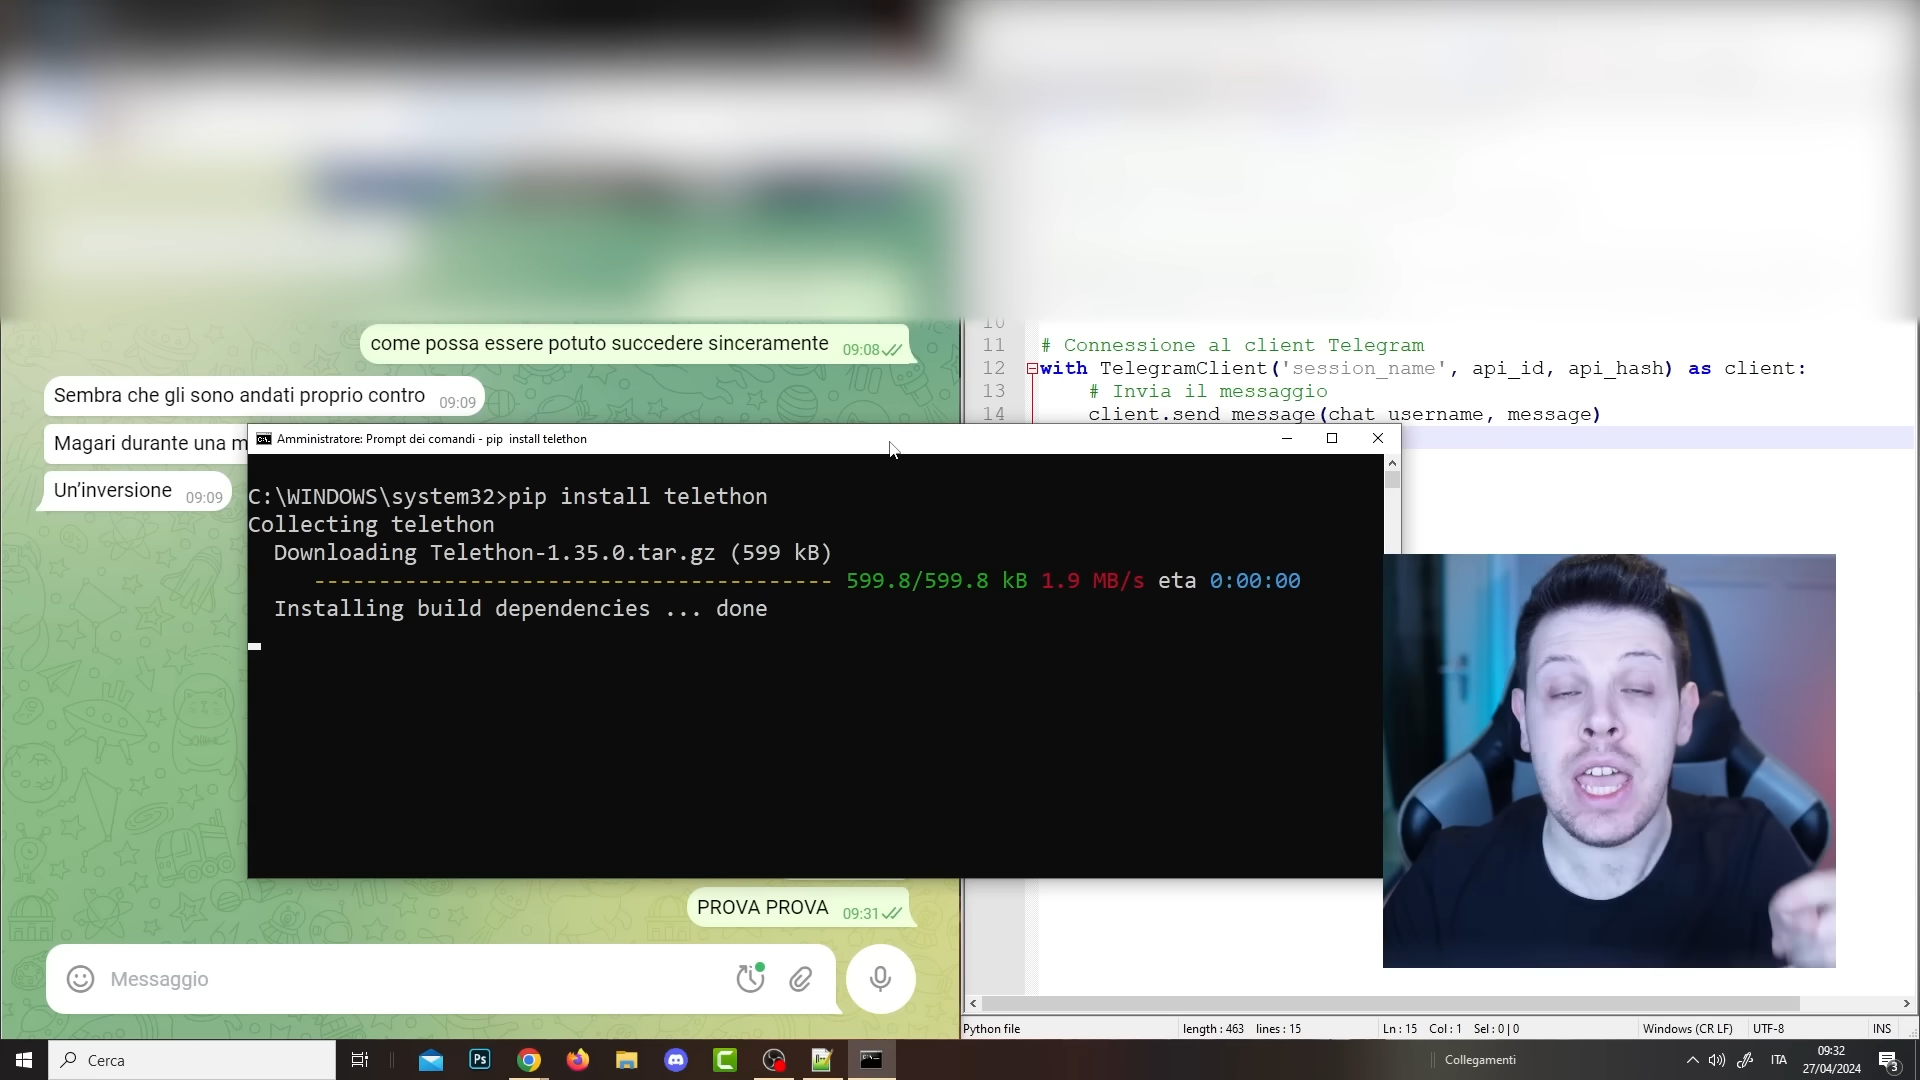 come possa essere potuto succedere sinceramente 09:08
Sembra che gli sono andati proprio contro 09:09
Magari durante una m
Un'inversione 09:09
10
11 # Connessione al client Telegram
12 with TelegramClient('session_name', api_id, api_hash) as client:
13 # Invia il messaggio
14 client.send_message(chat_username, message)
Amministratore: Prompt dei comandi - pip  install telethon
C:\WINDOWS\system32>pip install telethon
Collecting telethon
Downloading Telethon-1.35.0.tar.gz (599 kB)
---------------------------------------- 599.8/599.8 kB 1.9 MB/s eta 0:00:00
Installing build dependencies ... done
PROVA PROVA 09:31
Messaggio
Python file length : 463 lines : 15 Ln : 15 Col : 1 Sel : 0 | 0 Windows (CR LF) UTF-8 INS
Cerca
Ps
Collegamenti
ITA
09:32
27/04/2024
3